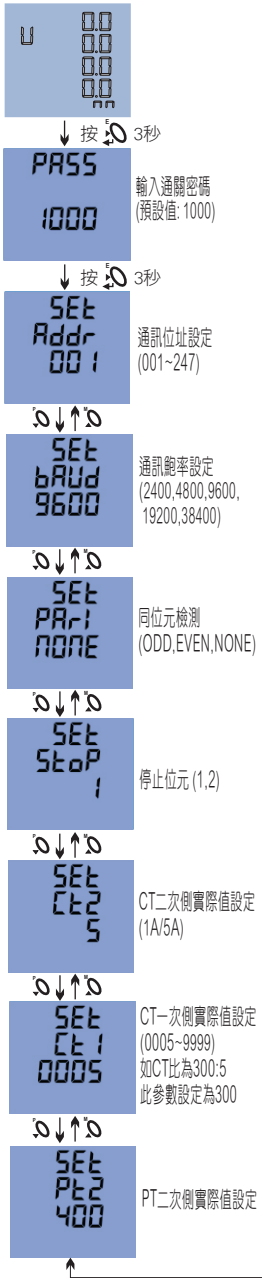 U 0.0
0.0
0.0
0.0
按 E 3秒
PASS
1000
輸入通關密碼
(預設值: 1000)
按 E 3秒
SEt
Addr
001
通訊位址設定
(001~247)
P M
SEt
bAUd
9600
通訊鮑率設定
(2400,4800,9600,
19200,38400)
P M
SEt
PArI
NONE
同位元檢測
(ODD,EVEN,NONE)
P M
SEt
StoP
1
停止位元 (1,2)
P M
SEt
Ct2
5
CT二次側實際值設定
(1A/5A)
P M
SEt
Ct1
0005
CT一次側實際值設定
(0005~9999)
如CT比為300:5
此參數設定為300
P M
SEt
Pt2
400
PT二次側實際值設定